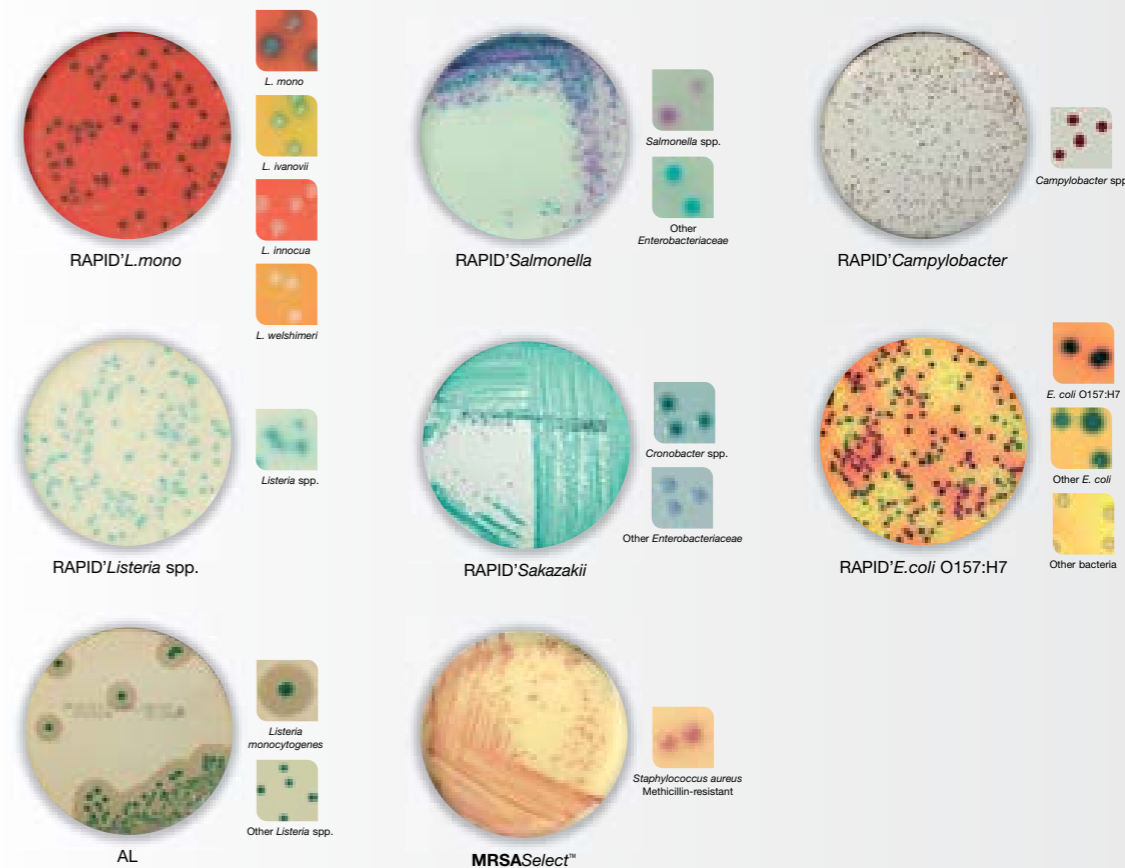 L. mono
L. ivanovii
L. innocua
L. welshimeri
RAPID'L.mono
Salmonella spp.
Other
Enterobacteriaceae
RAPID'Salmonella
Campylobacter spp
RAPID'Campylobacter
Listeria spp.
RAPID'Listeria spp.
Cronobacter spp.
Other Enterobacteriaceae
RAPID'Sakazakii
E. coli O157:H7
Other E. coli
Other bacteria
RAPID'E.coli O157:H7
Listeria
monocytogenes
Other Listeria spp.
AL
Staphylococcus aureus
Methicillin-resistant
MRSASelect™